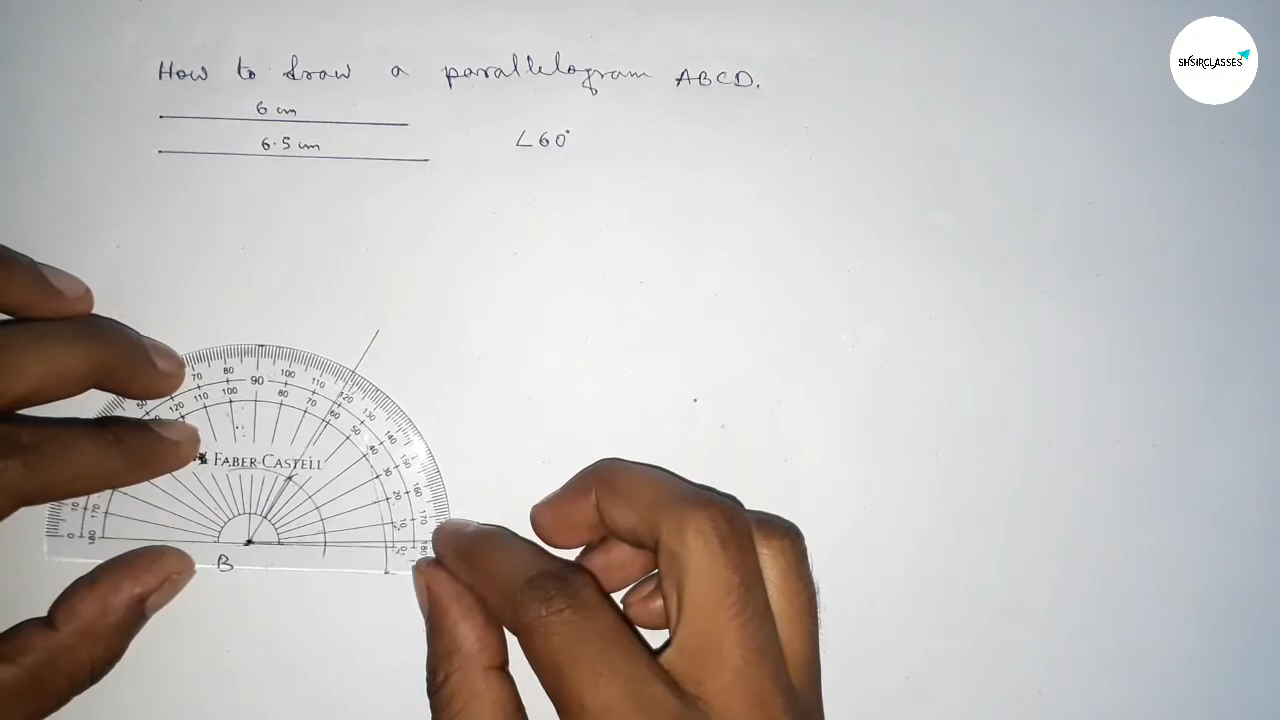 How to draw a parallelogram ABCD.
SHSIRCLASSES
6 cm
6.5 cm
∠60°
FABER-CASTELL
B